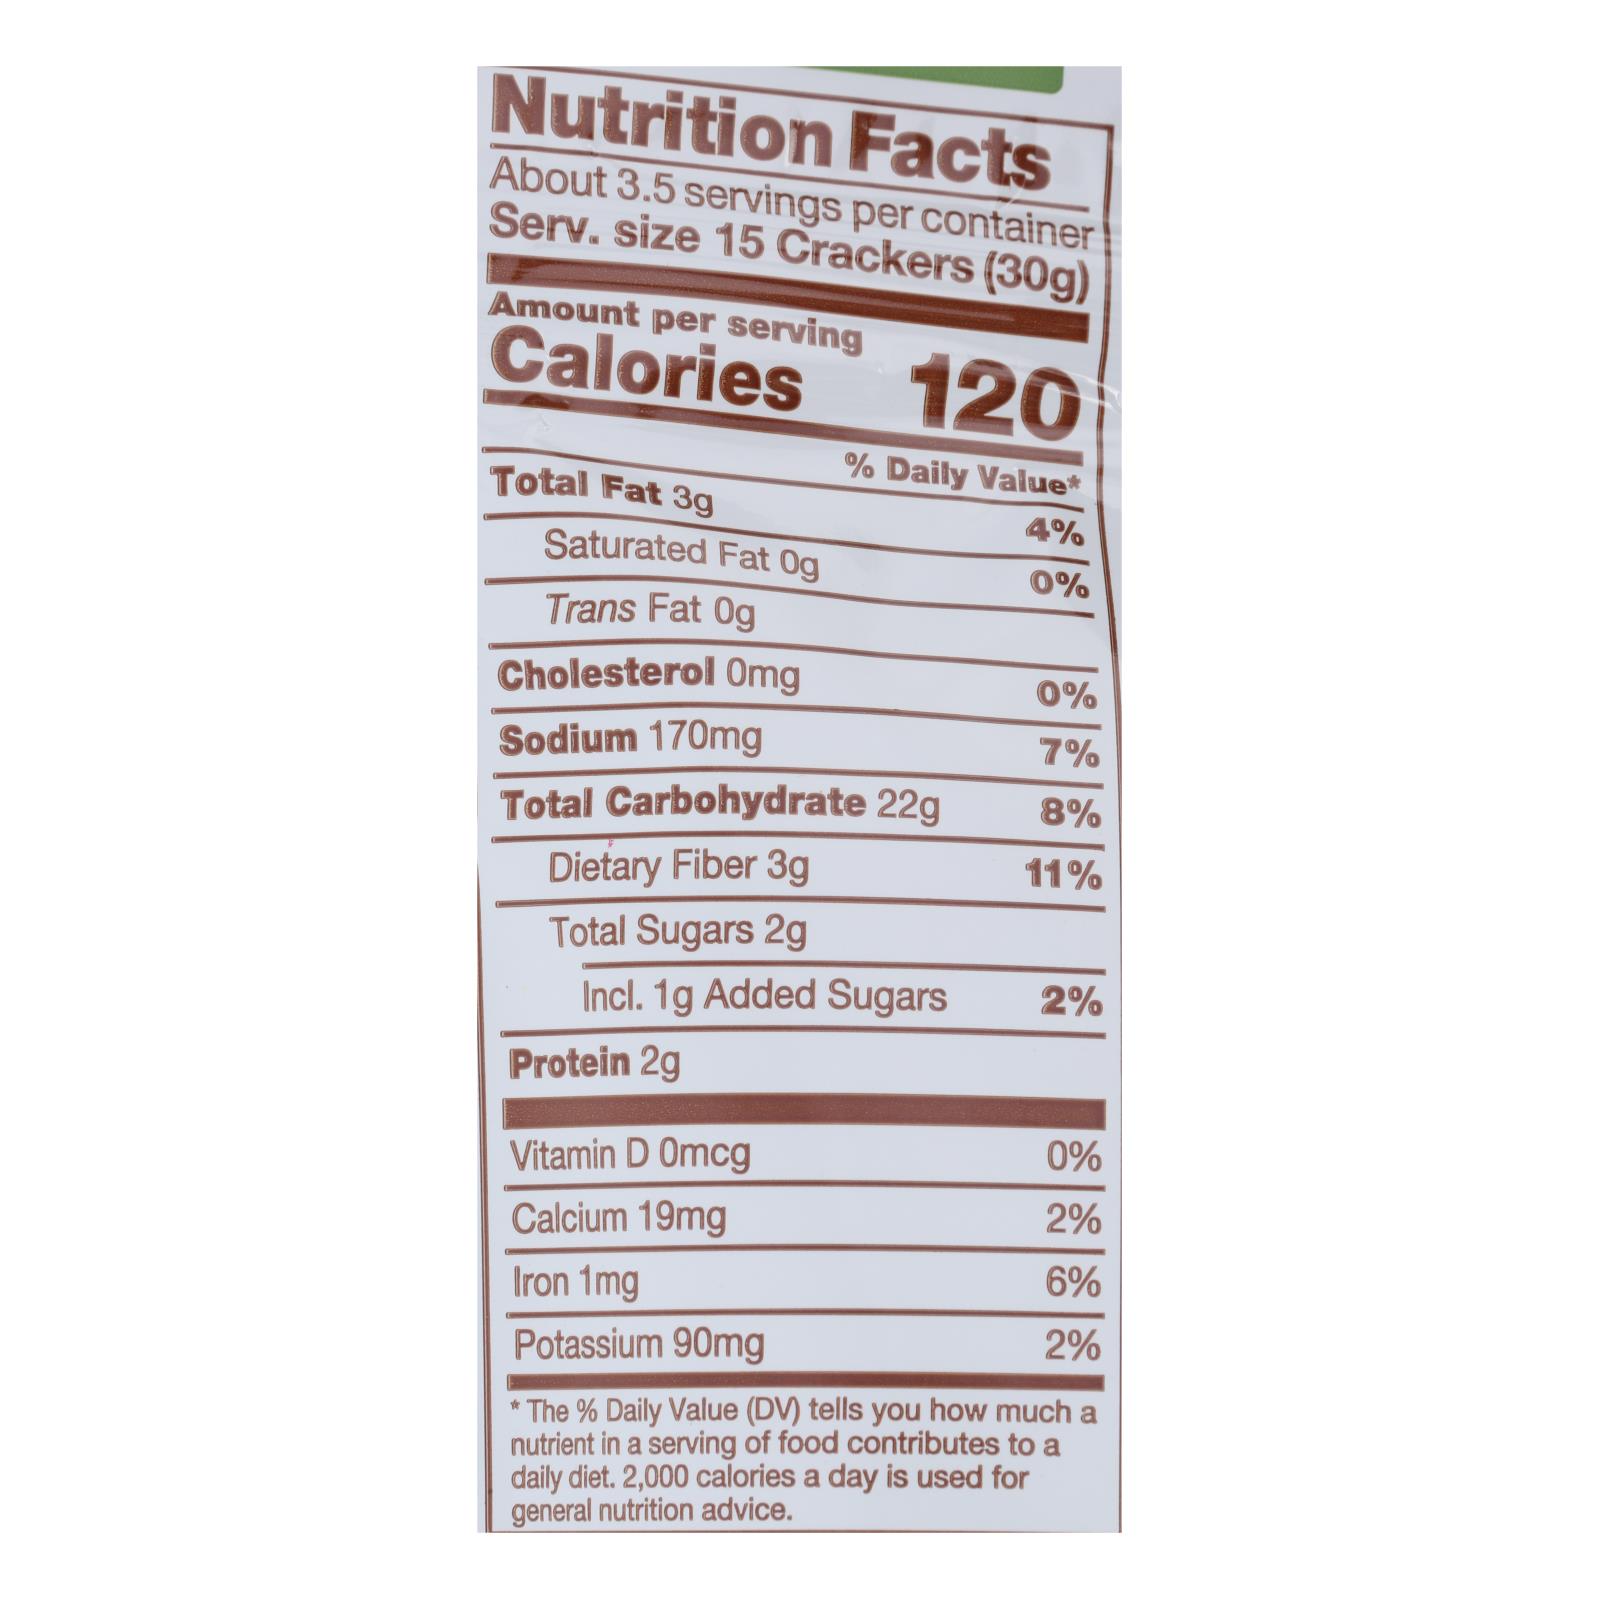 Nutrition Facts
About 3.5 servings per container
Serv. size 15 Crackers (30g)
Amount per serving
Calories 120
% Daily Value*
Total Fat 3g 4%
Saturated Fat 0g 0%
Trans Fat 0g
Cholesterol 0mg 0%
Sodium 170mg 7%
Total Carbohydrate 22g 8%
Dietary Fiber 3g 11%
Total Sugars 2g
Incl. 1g Added Sugars 2%
Protein 2g
Vitamin D 0mcg 0%
Calcium 19mg 2%
Iron 1mg 6%
Potassium 90mg 2%
* The % Daily Value (DV) tells you how much a
nutrient in a serving of food contributes to a
daily diet. 2,000 calories a day is used for
general nutrition advice.